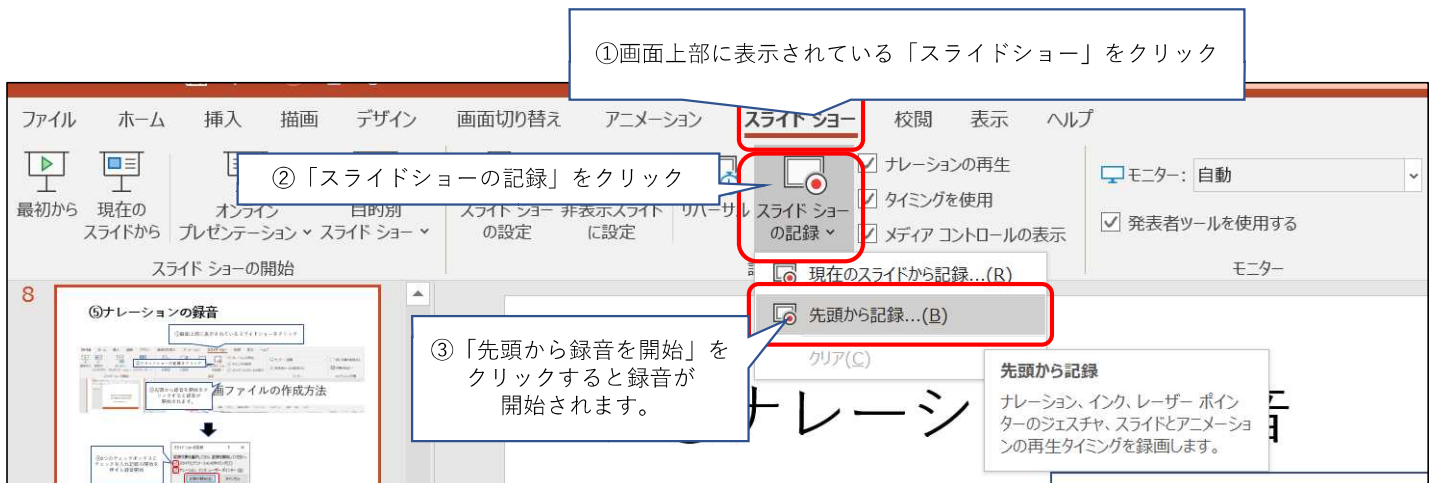 ①画面上部に表示されている「スライドショー」をクリック
ファイル ホーム 挿入 描画 デザイン 画面切り替え アニメーション スライド ショー 校閲 表示 ヘルプ
②「スライドショーの記録」をクリック
最初から
現在の
スライドから
オンライン
プレゼンテーション
目的別
スライド ショー
スライド ショー
の設定
非表示スライド
に設定
リハーサル
スライド ショー
の記録
ナレーションの再生
タイミングを使用
メディア コントロールの表示
モニター: 自動
発表者ツールを使用する
スライド ショーの開始
モニター
現在のスライドから記録...(R)
先頭から記録...(B)
クリア(C)
③「先頭から録音を開始」を
クリックすると録音が
開始されます。
先頭から記録
ナレーション、インク、レーザー ポイン
ターのジェスチャ、スライドとアニメーショ
ンの再生タイミングを録画します。
8
⑤ナレーションの録音
画ファイルの作成方法
ナレーシ
音